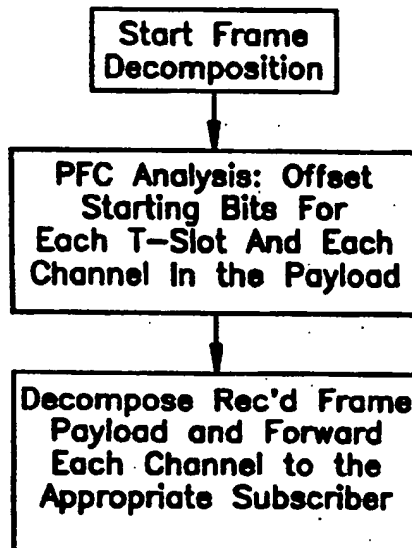 Start Frame
Decomposition
PFC Analysis: Offset
Starting Bits For
Each T-Slot And Each
Channel In the Payload
Decompose Rec'd Frame
Payload and Forward
Each Channel to the
Appropriate Subscriber